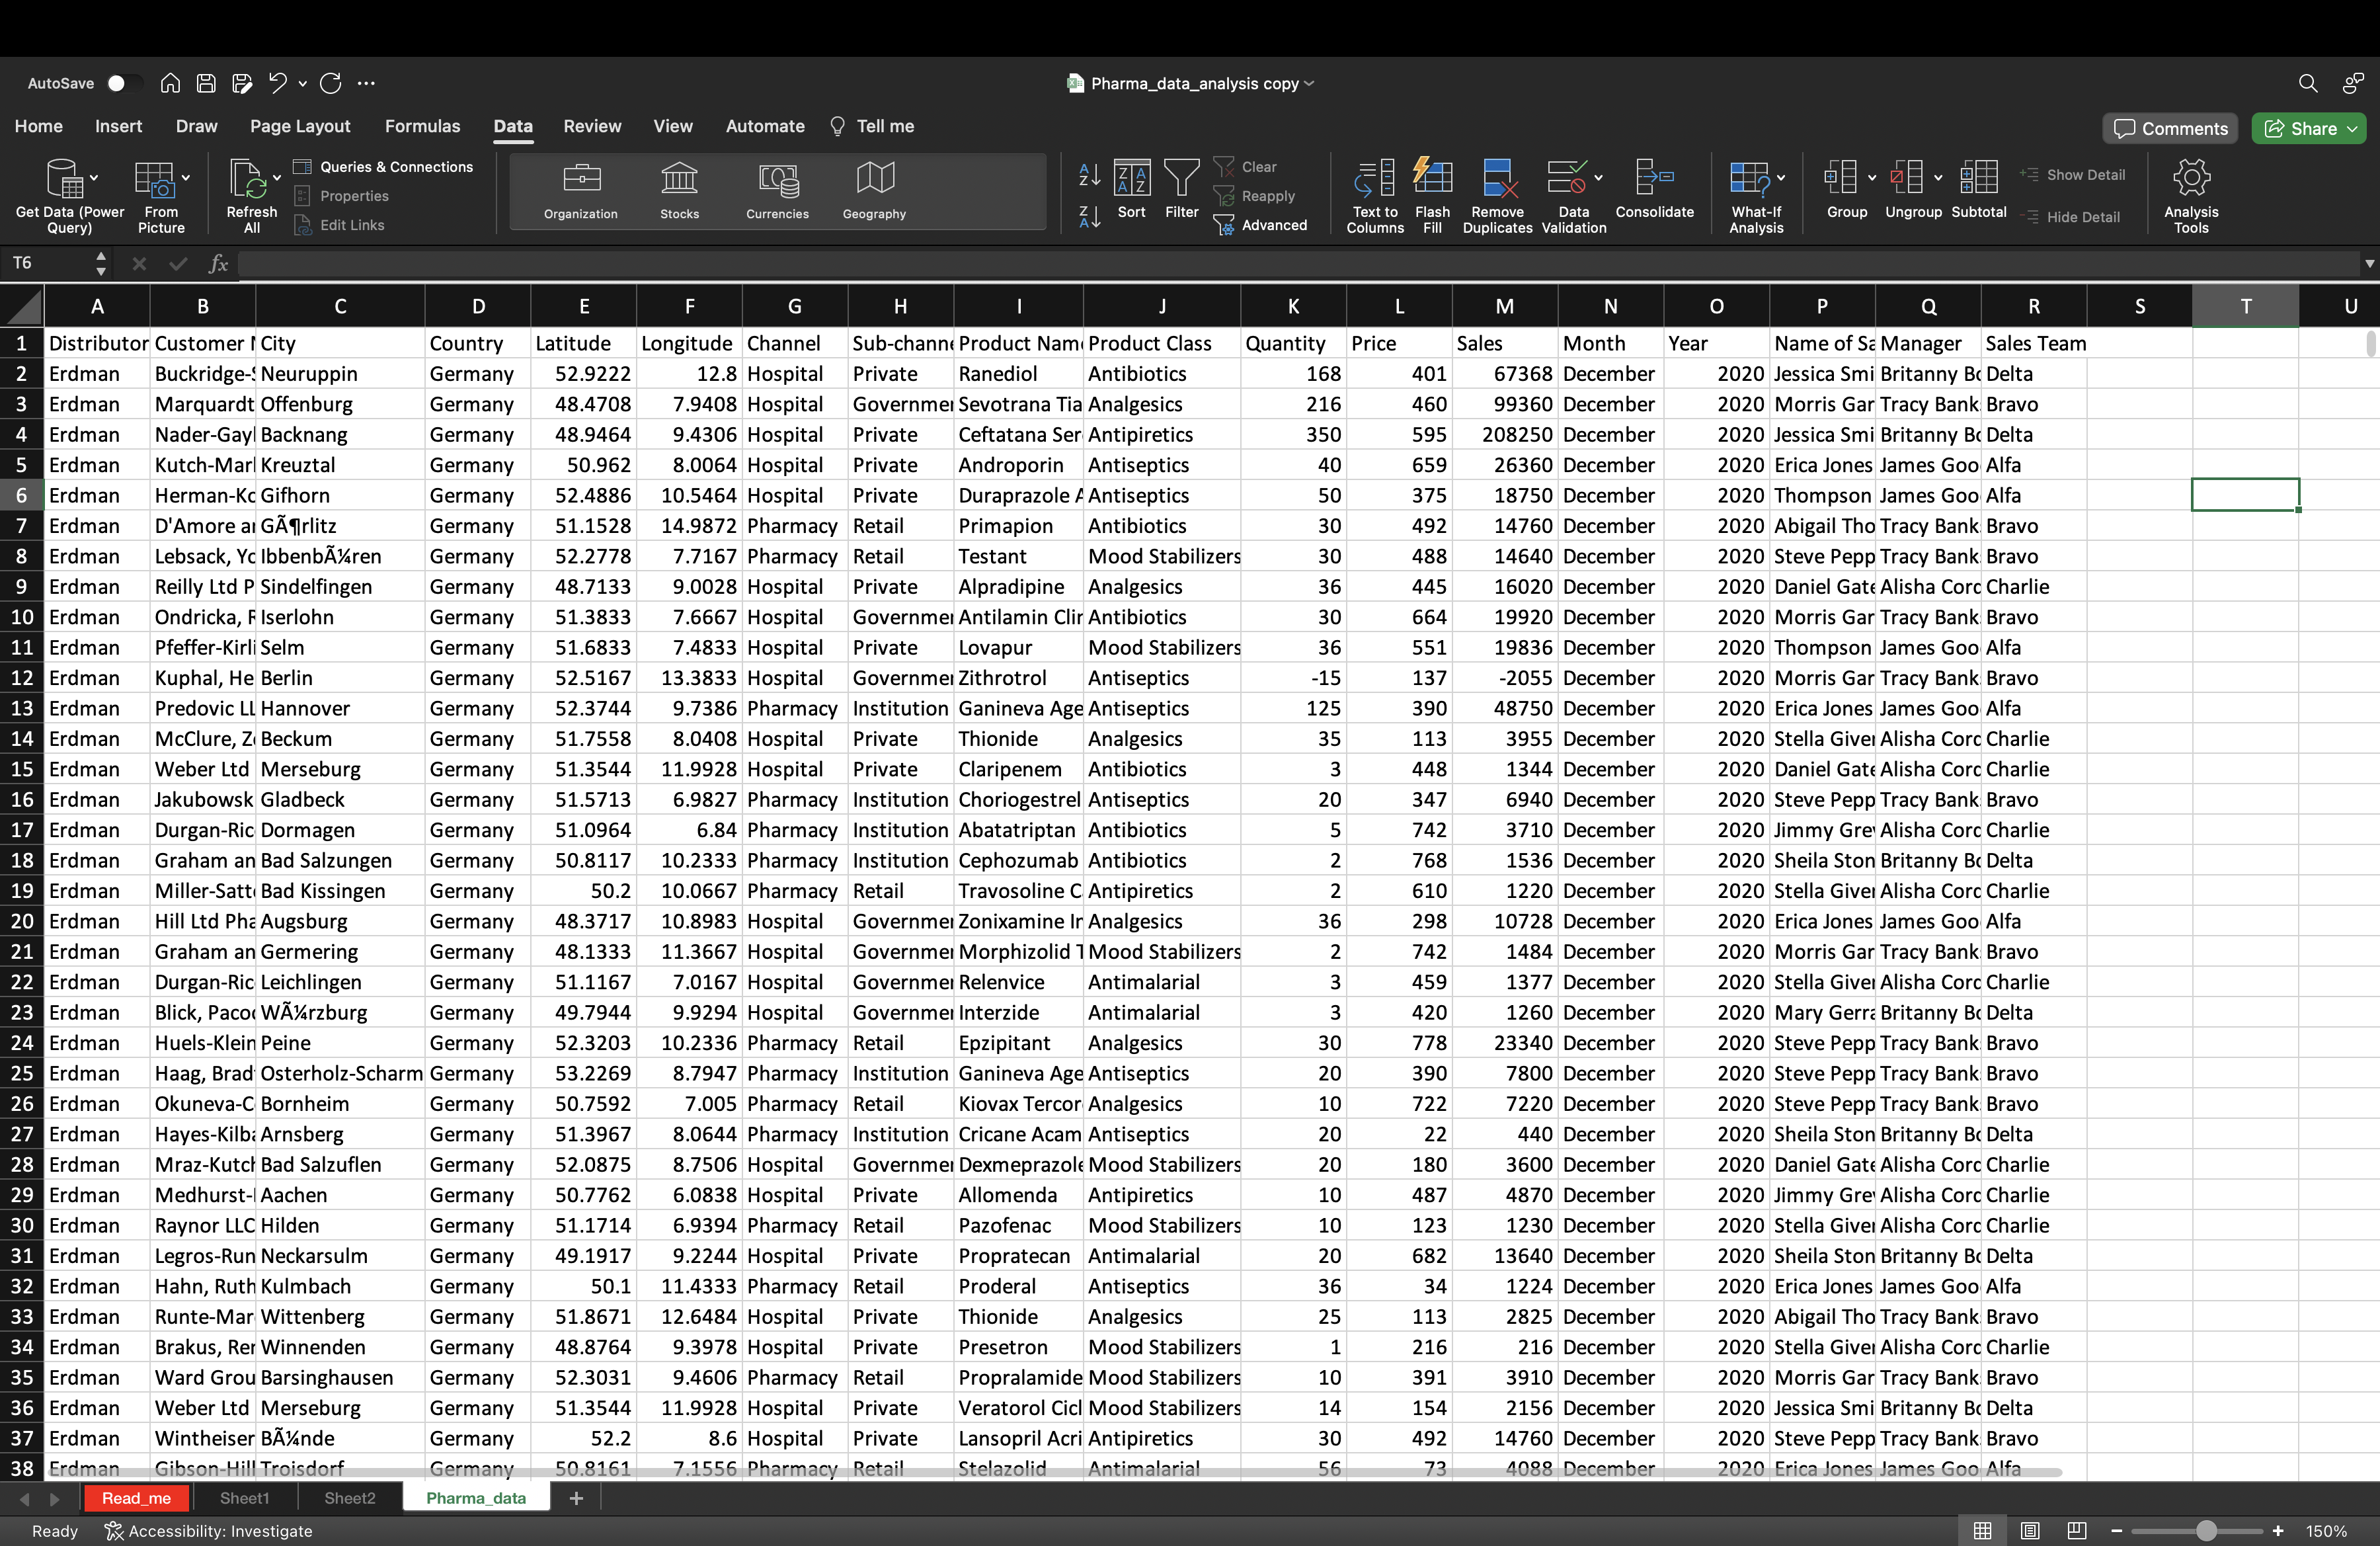 AutoSave
Pharma_data_analysis copy
Home Insert Draw Page Layout Formulas Data Review View Automate Tell me Comments Share
Get Data (Power Query) From Picture Refresh All Queries & Connections Properties Edit Links Organization Stocks Currencies Geography Sort Filter Clear Reapply Advanced Text to Columns Flash Fill Remove Duplicates Data Validation Consolidate What-If Analysis Group Ungroup Subtotal Show Detail Hide Detail Analysis Tools
T6 fx
A B C D E F G H I J K L M N O P Q R S T U
1 Distributor Customer City Country Latitude Longitude Channel Sub-chann Product Nam Product Class Quantity Price Sales Month Year Name of Sa Manager Sales Team
2 Erdman Buckridge- Neuruppin Germany 52.9222 12.8 Hospital Private Ranediol Antibiotics 168 401 67368 December 2020 Jessica Smi Britanny Bo Delta
3 Erdman Marquardt Offenburg Germany 48.4708 7.9408 Hospital Governme Sevotrana Tia Analgesics 216 460 99360 December 2020 Morris Gar Tracy Bank Bravo
4 Erdman Nader-Gayl Backnang Germany 48.9464 9.4306 Hospital Private Ceftatana Ser Antipiretics 350 595 208250 December 2020 Jessica Smi Britanny Bo Delta
5 Erdman Kutch-Mar Kreuztal Germany 50.962 8.0064 Hospital Private Androporin Antiseptics 40 659 26360 December 2020 Erica Jones James Goo Alfa
6 Erdman Herman-Ko Gifhorn Germany 52.4886 10.5464 Hospital Private Duraprazole A Antiseptics 50 375 18750 December 2020 Thompson James Goo Alfa
7 Erdman D'Amore a GÃ¶rlitz Germany 51.1528 14.9872 Pharmacy Retail Primapion Antibiotics 30 492 14760 December 2020 Abigail Tho Tracy Bank Bravo
8 Erdman Lebsack, Yo IbbenbÃ¼ren Germany 52.2778 7.7167 Pharmacy Retail Testant Mood Stabilizers 30 488 14640 December 2020 Steve Pepp Tracy Bank Bravo
9 Erdman Reilly Ltd P Sindelfingen Germany 48.7133 9.0028 Hospital Private Alpradipine Analgesics 36 445 16020 December 2020 Daniel Gate Alisha Cord Charlie
10 Erdman Ondricka, R Iserlohn Germany 51.3833 7.6667 Hospital Governme Antilamin Clin Antibiotics 30 664 19920 December 2020 Morris Gar Tracy Bank Bravo
11 Erdman Pfeffer-Kirli Selm Germany 51.6833 7.4833 Hospital Private Lovapur Mood Stabilizers 36 551 19836 December 2020 Thompson James Goo Alfa
12 Erdman Kuphal, He Berlin Germany 52.5167 13.3833 Hospital Governme Zithrotrol Antiseptics -15 137 -2055 December 2020 Morris Gar Tracy Bank Bravo
13 Erdman Predovic LL Hannover Germany 52.3744 9.7386 Pharmacy Institution Ganineva Age Antiseptics 125 390 48750 December 2020 Erica Jones James Goo Alfa
14 Erdman McClure, Z Beckum Germany 51.7558 8.0408 Hospital Private Thionide Analgesics 35 113 3955 December 2020 Stella Give Alisha Cord Charlie
15 Erdman Weber Ltd Merseburg Germany 51.3544 11.9928 Hospital Private Claripenem Antibiotics 3 448 1344 December 2020 Daniel Gate Alisha Cord Charlie
16 Erdman Jakubowsk Gladbeck Germany 51.5713 6.9827 Pharmacy Institution Choriogestrel Antiseptics 20 347 6940 December 2020 Steve Pepp Tracy Bank Bravo
17 Erdman Durgan-Ric Dormagen Germany 51.0964 6.84 Pharmacy Institution Abatatriptan Antibiotics 5 742 3710 December 2020 Jimmy Grey Alisha Cord Charlie
18 Erdman Graham an Bad Salzungen Germany 50.8117 10.2333 Pharmacy Institution Cephozumab Antibiotics 2 768 1536 December 2020 Sheila Ston Britanny Bo Delta
19 Erdman Miller-Satt Bad Kissingen Germany 50.2 10.0667 Pharmacy Retail Travosoline C Antipiretics 2 610 1220 December 2020 Stella Give Alisha Cord Charlie
20 Erdman Hill Ltd Pha Augsburg Germany 48.3717 10.8983 Hospital Governme Zonixamine In Analgesics 36 298 10728 December 2020 Erica Jones James Goo Alfa
21 Erdman Graham an Germering Germany 48.1333 11.3667 Hospital Governme Morphizolid T Mood Stabilizers 2 742 1484 December 2020 Morris Gar Tracy Bank Bravo
22 Erdman Durgan-Ric Leichlingen Germany 51.1167 7.0167 Hospital Governme Relenvice Antimalarial 3 459 1377 December 2020 Stella Give Alisha Cord Charlie
23 Erdman Blick, Paco WÃ¼rzburg Germany 49.7944 9.9294 Hospital Governme Interzide Antimalarial 3 420 1260 December 2020 Mary Gerra Britanny Bo Delta
24 Erdman Huels-Klein Peine Germany 52.3203 10.2336 Pharmacy Retail Epzipitant Analgesics 30 778 23340 December 2020 Steve Pepp Tracy Bank Bravo
25 Erdman Haag, Brad Osterholz-Scharm Germany 53.2269 8.7947 Pharmacy Institution Ganineva Age Antiseptics 20 390 7800 December 2020 Steve Pepp Tracy Bank Bravo
26 Erdman Okuneva-C Bornheim Germany 50.7592 7.005 Pharmacy Retail Kiovax Tercor Analgesics 10 722 7220 December 2020 Steve Pepp Tracy Bank Bravo
27 Erdman Hayes-Kilba Arnsberg Germany 51.3967 8.0644 Pharmacy Institution Cricane Acam Antiseptics 20 22 440 December 2020 Sheila Ston Britanny Bo Delta
28 Erdman Mraz-Kutch Bad Salzuflen Germany 52.0875 8.7506 Hospital Governme Dexmeprazole Mood Stabilizers 20 180 3600 December 2020 Daniel Gate Alisha Cord Charlie
29 Erdman Medhurst- Aachen Germany 50.7762 6.0838 Hospital Private Allomenda Antipiretics 10 487 4870 December 2020 Jimmy Grey Alisha Cord Charlie
30 Erdman Raynor LLC Hilden Germany 51.1714 6.9394 Pharmacy Retail Pazofenac Mood Stabilizers 10 123 1230 December 2020 Stella Give Alisha Cord Charlie
31 Erdman Legros-Run Neckarsulm Germany 49.1917 9.2244 Hospital Private Propratecan Antimalarial 20 682 13640 December 2020 Sheila Ston Britanny Bo Delta
32 Erdman Hahn, Ruth Kulmbach Germany 50.1 11.4333 Pharmacy Retail Proderal Antiseptics 36 34 1224 December 2020 Erica Jones James Goo Alfa
33 Erdman Runte-Mar Wittenberg Germany 51.8671 12.6484 Hospital Private Thionide Analgesics 25 113 2825 December 2020 Abigail Tho Tracy Bank Bravo
34 Erdman Brakus, Rer Winnenden Germany 48.8764 9.3978 Hospital Private Presetron Mood Stabilizers 1 216 216 December 2020 Stella Give Alisha Cord Charlie
35 Erdman Ward Grou Barsinghausen Germany 52.3031 9.4606 Pharmacy Retail Propralamide Mood Stabilizers 10 391 3910 December 2020 Morris Gar Tracy Bank Bravo
36 Erdman Weber Ltd Merseburg Germany 51.3544 11.9928 Hospital Private Veratorol Cicl Mood Stabilizers 14 154 2156 December 2020 Jessica Smi Britanny Bo Delta
37 Erdman Wintheiser BÃ¼nde Germany 52.2 8.6 Hospital Private Lansopril Acri Antipiretics 30 492 14760 December 2020 Steve Pepp Tracy Bank Bravo
38 Erdman Gibson-Hill Troisdorf Germany 50.8161 7.1556 Pharmacy Retail Stelazolid Antimalarial 56 73 4088 December 2020 Erica Jones James Goo Alfa
Read_me Sheet1 Sheet2 Pharma_data +
Ready Accessibility: Investigate 150%